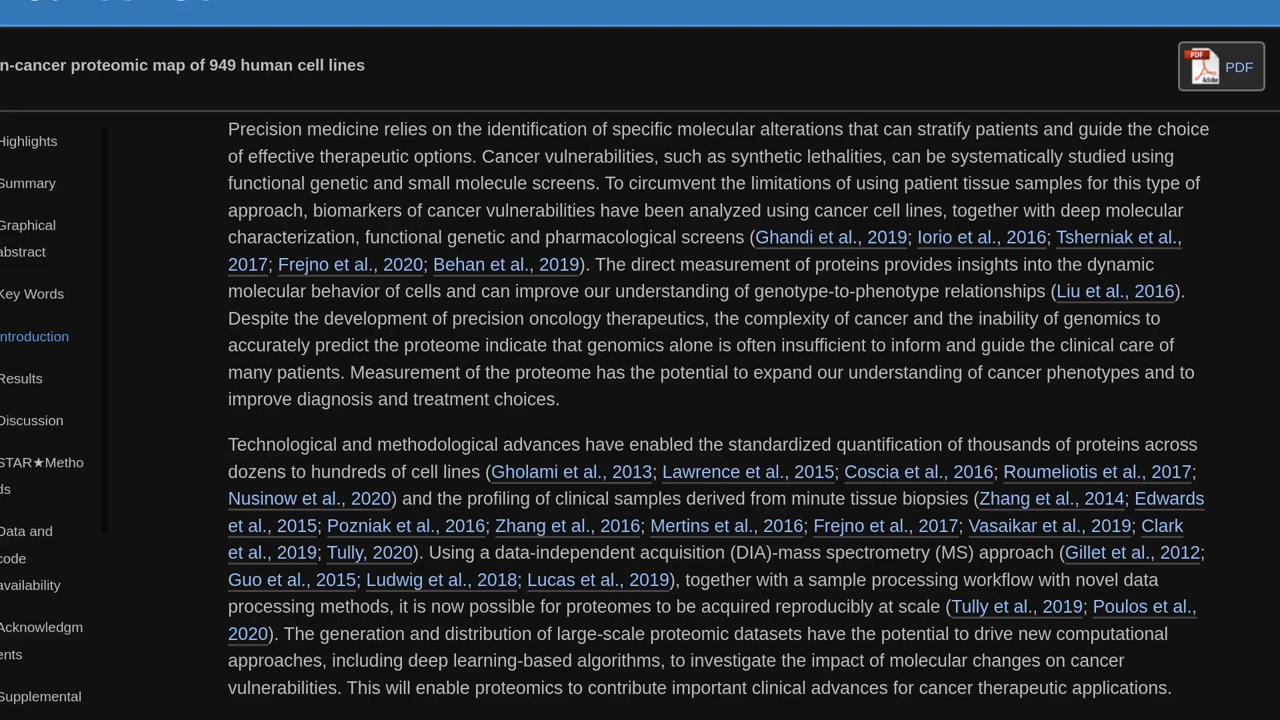 n-cancer proteomic map of 949 human cell lines
PDF
PDF
Adobe
Highlights
Summary
Graphical
abstract
Key Words
ntroduction
Results
Discussion
STAR★Metho
ds
Data and
code
availability
Acknowledgm
ents
Supplemental
Precision medicine relies on the identification of specific molecular alterations that can stratify patients and guide the choice
of effective therapeutic options. Cancer vulnerabilities, such as synthetic lethalities, can be systematically studied using
functional genetic and small molecule screens. To circumvent the limitations of using patient tissue samples for this type of
approach, biomarkers of cancer vulnerabilities have been analyzed using cancer cell lines, together with deep molecular
characterization, functional genetic and pharmacological screens (Ghandi et al., 2019; Iorio et al., 2016; Tsherniak et al.,
2017; Frejno et al., 2020; Behan et al., 2019). The direct measurement of proteins provides insights into the dynamic
molecular behavior of cells and can improve our understanding of genotype-to-phenotype relationships (Liu et al., 2016).
Despite the development of precision oncology therapeutics, the complexity of cancer and the inability of genomics to
accurately predict the proteome indicate that genomics alone is often insufficient to inform and guide the clinical care of
many patients. Measurement of the proteome has the potential to expand our understanding of cancer phenotypes and to
improve diagnosis and treatment choices.
Technological and methodological advances have enabled the standardized quantification of thousands of proteins across
dozens to hundreds of cell lines (Gholami et al., 2013; Lawrence et al., 2015; Coscia et al., 2016; Roumeliotis et al., 2017;
Nusinow et al., 2020) and the profiling of clinical samples derived from minute tissue biopsies (Zhang et al., 2014; Edwards
et al., 2015; Pozniak et al., 2016; Zhang et al., 2016; Mertins et al., 2016; Frejno et al., 2017; Vasaikar et al., 2019; Clark
et al., 2019; Tully, 2020). Using a data-independent acquisition (DIA)-mass spectrometry (MS) approach (Gillet et al., 2012;
Guo et al., 2015; Ludwig et al., 2018; Lucas et al., 2019), together with a sample processing workflow with novel data
processing methods, it is now possible for proteomes to be acquired reproducibly at scale (Tully et al., 2019; Poulos et al.,
2020). The generation and distribution of large-scale proteomic datasets have the potential to drive new computational
approaches, including deep learning-based algorithms, to investigate the impact of molecular changes on cancer
vulnerabilities. This will enable proteomics to contribute important clinical advances for cancer therapeutic applications.